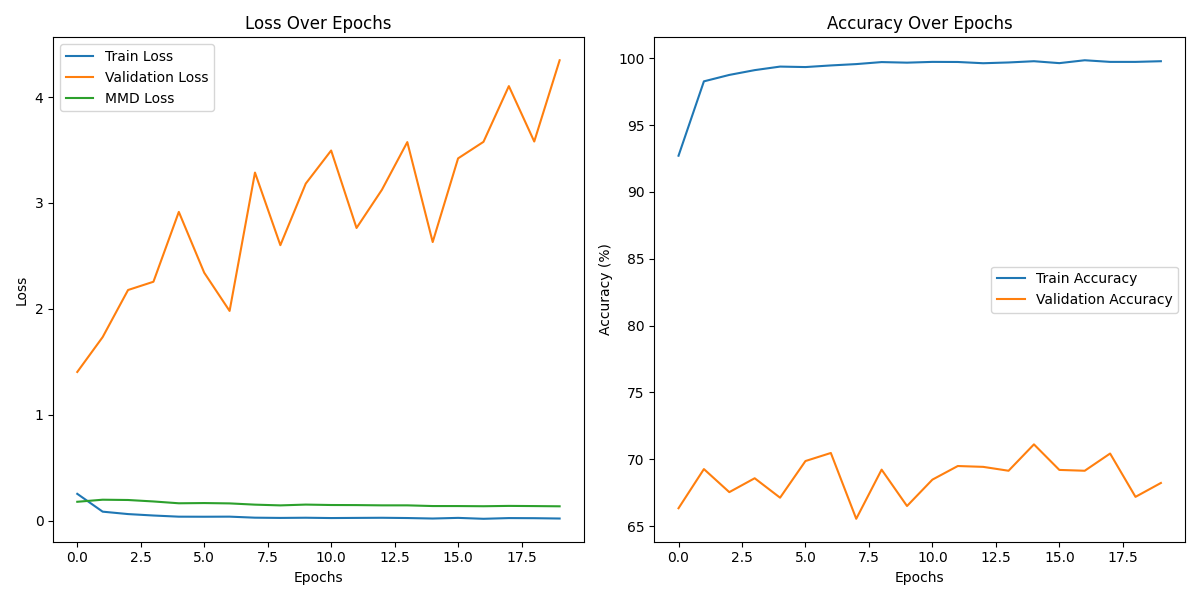 Loss Over Epochs
Train Loss
Validation Loss
MMD Loss
4
3
2
1
0
Loss
0.0 2.5 5.0 7.5 10.0 12.5 15.0 17.5
Epochs
Accuracy Over Epochs
100
95
90
85
80
75
70
65
Accuracy (%)
Train Accuracy
Validation Accuracy
0.0 2.5 5.0 7.5 10.0 12.5 15.0 17.5
Epochs